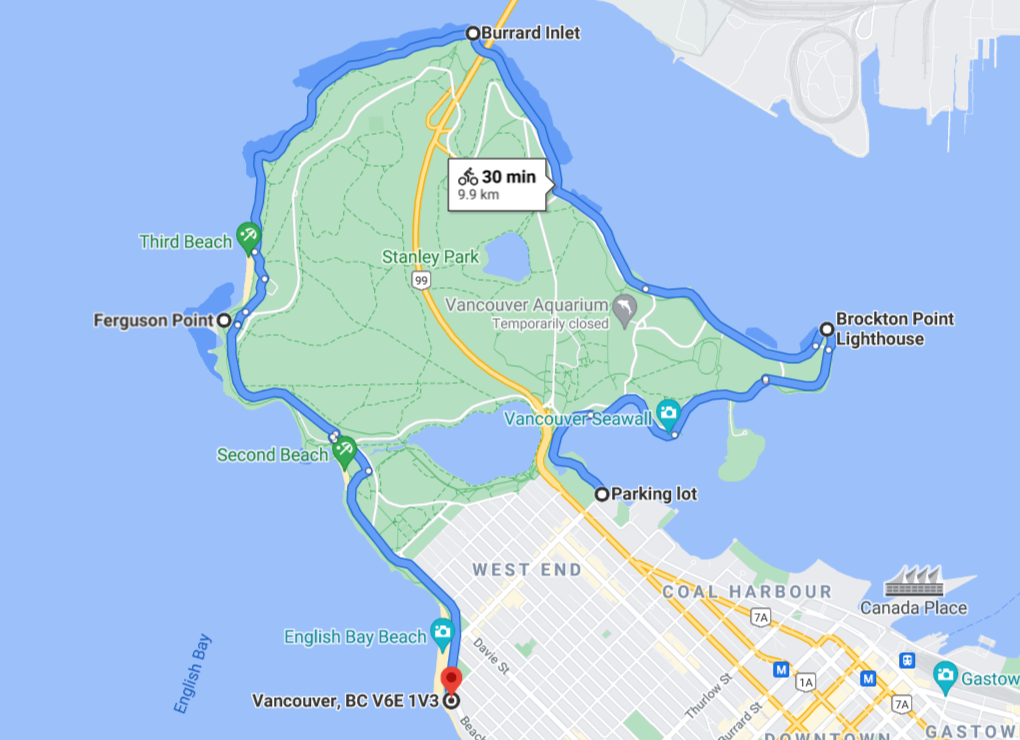 Burrard Inlet
30 min
9.9 km
Third Beach
Stanley Park
99
Vancouver Aquarium
Temporarily closed
Ferguson Point
Brockton Point
Lighthouse
Vancouver Seawall
Second Beach
Parking lot
WEST END
COAL HARBOUR
7A
Canada Place
English Bay Beach
English Bay
Davie St
M
1A
M
7A
Gastow
Vancouver, BC V6E 1V3
Thurlow St
Burrard St
Beach
DOWNTOWN
GASTOW